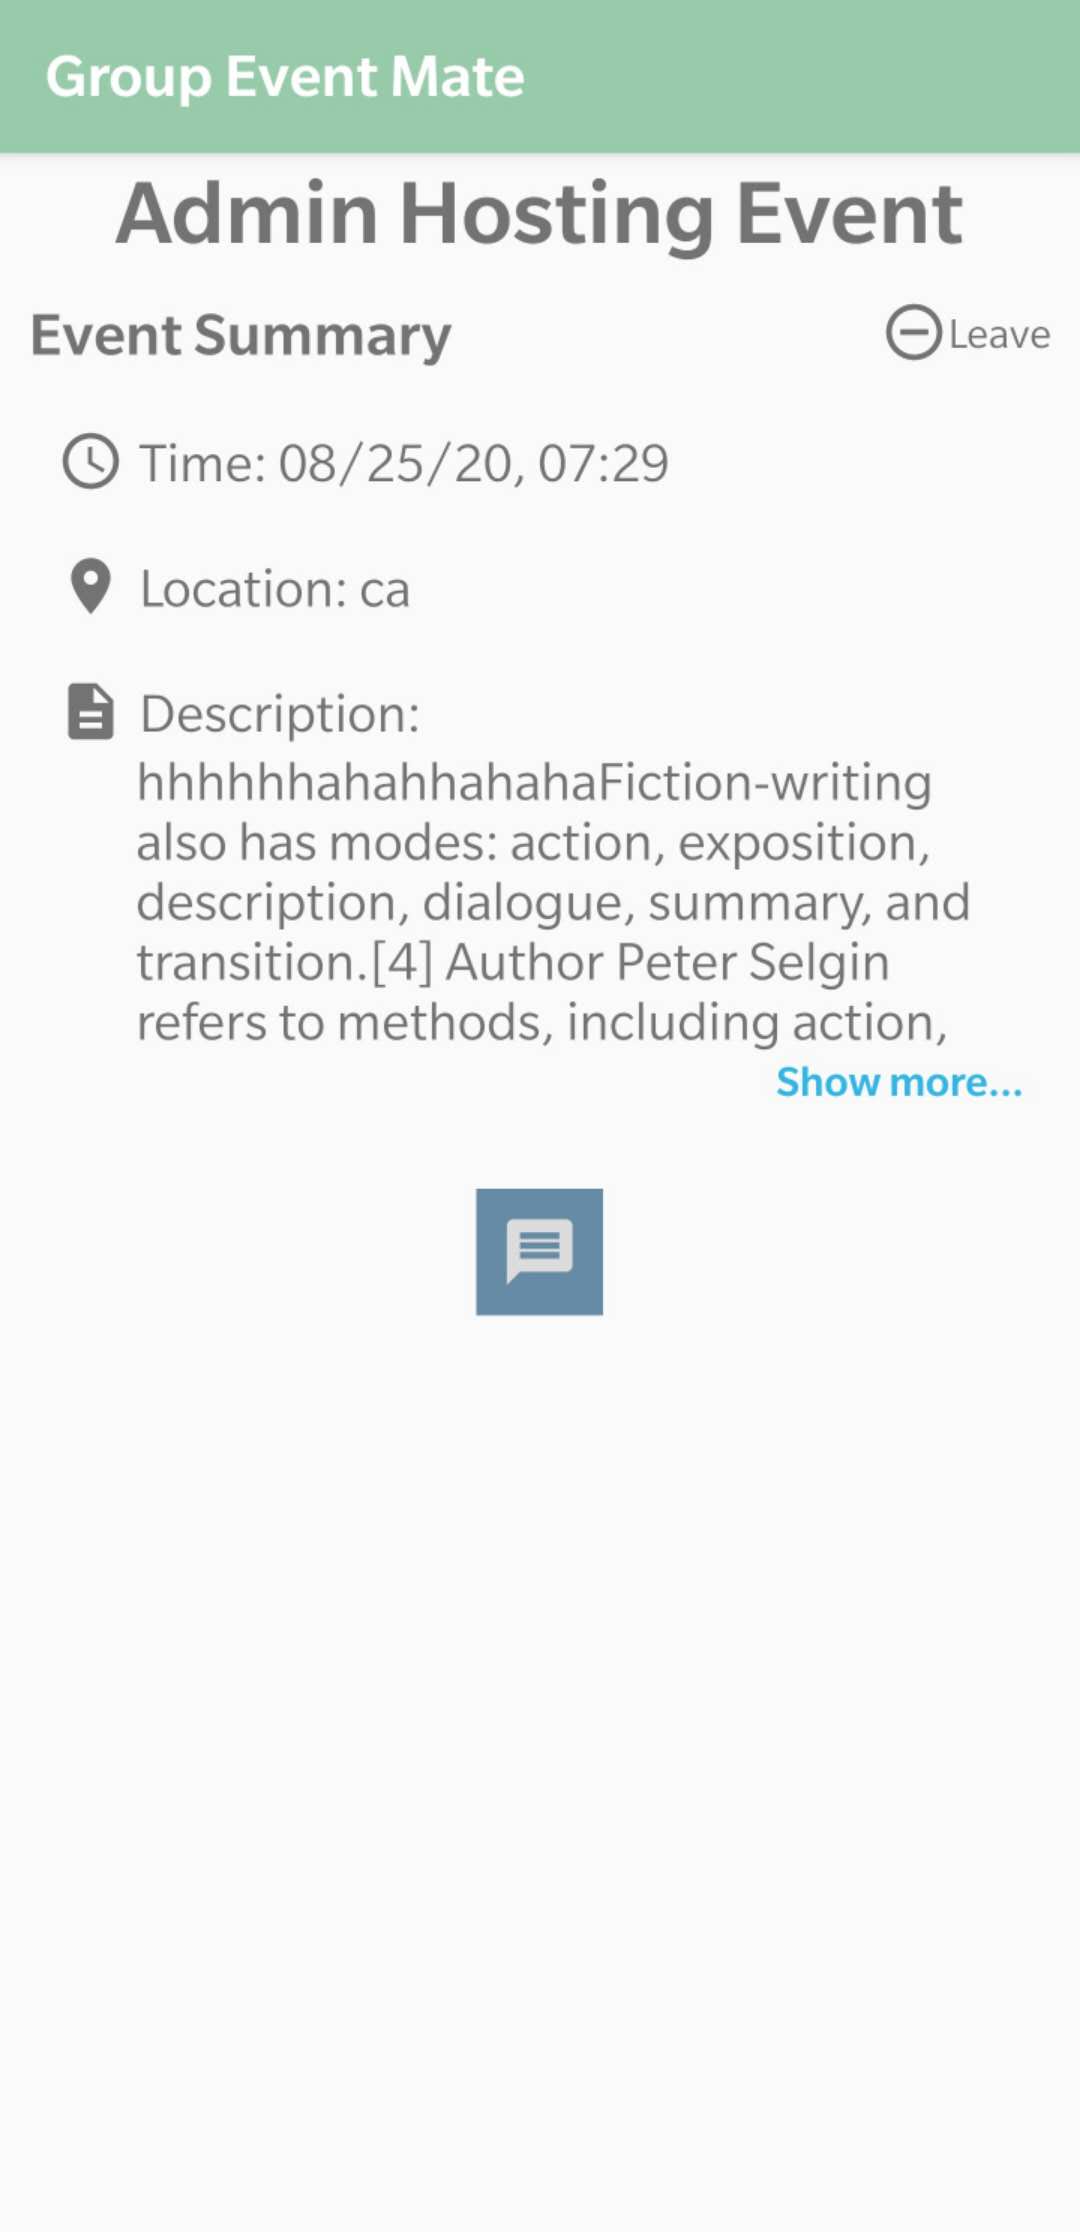 Group Event Mate
Admin Hosting Event
Event Summary
Leave
Time: 08/25/20, 07:29
Location: ca
Description:
hhhhhhahahhahahaFiction-writing
also has modes: action, exposition,
description, dialogue, summary, and
transition.[4] Author Peter Selgin
refers to methods, including action,
Show more...